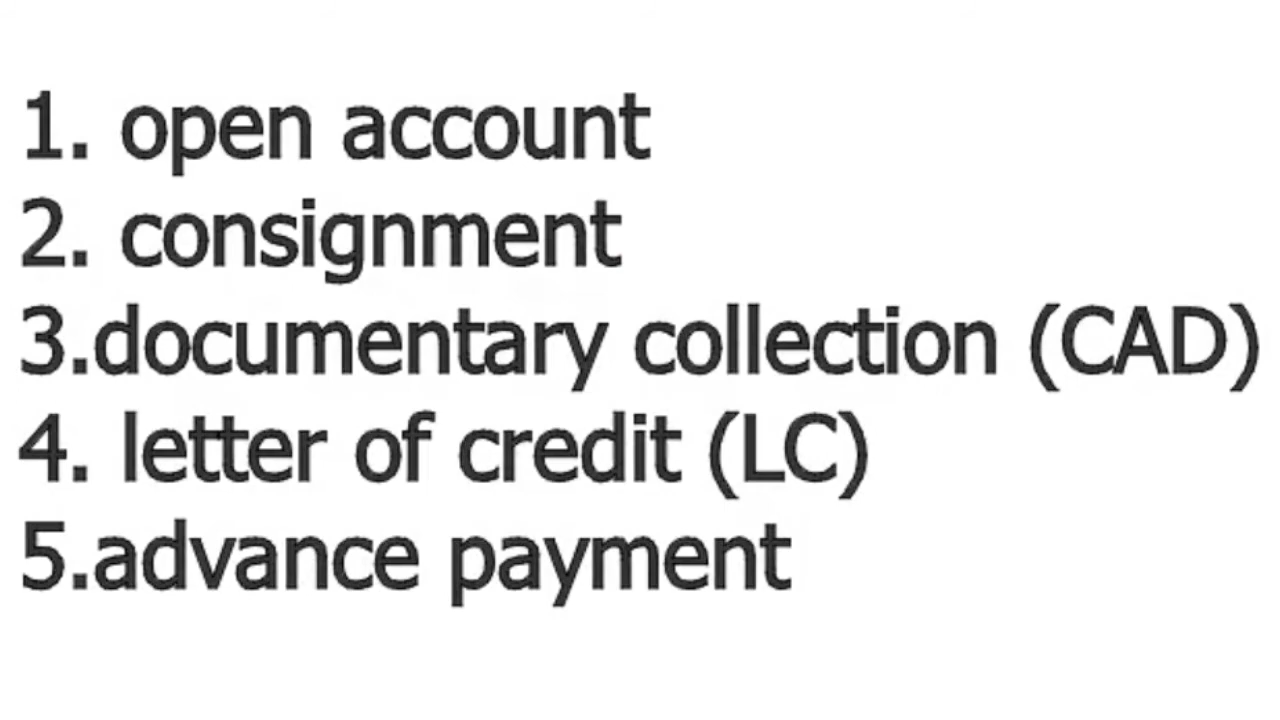 1. open account
2. consignment
3.documentary collection (CAD)
4. letter of credit (LC)
5.advance payment